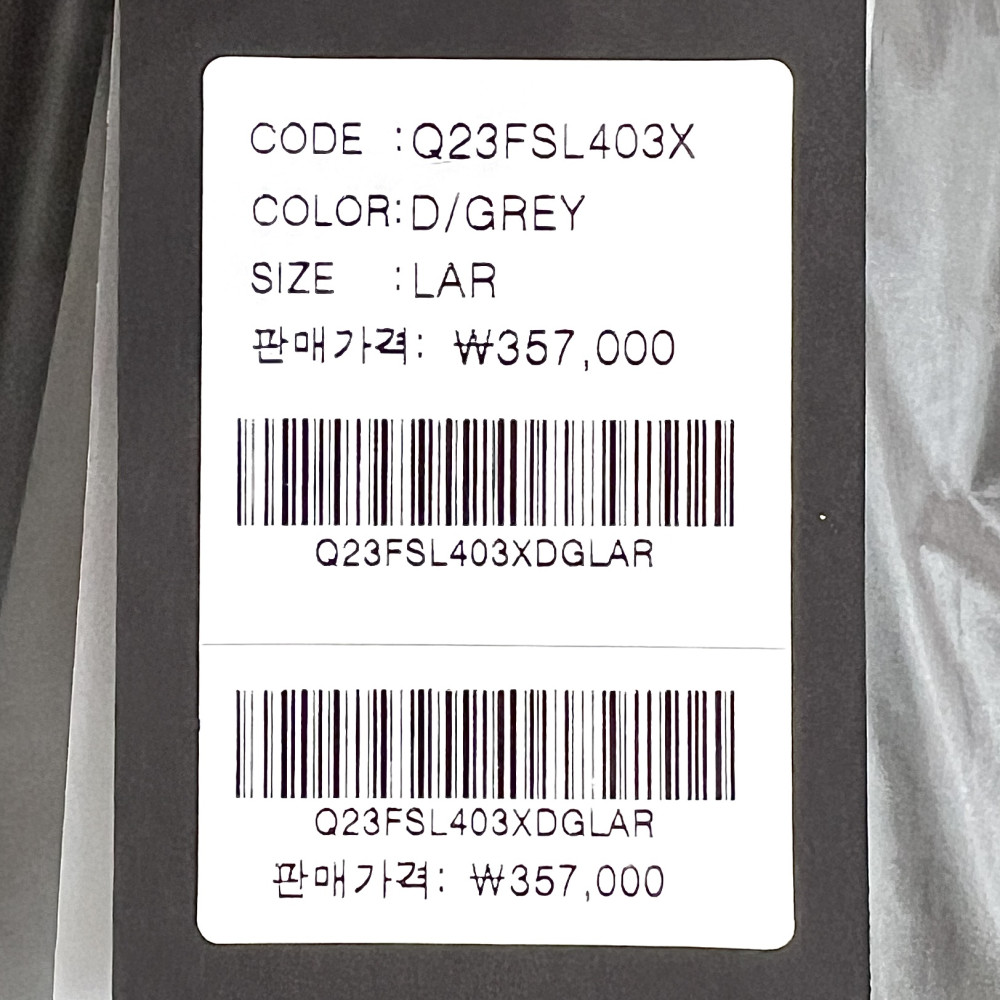 CODE :Q23FSL403X
COLOR:D/GREY
SIZE :LAR
판매가격: ₩357,000
Q23FSL403XDGLAR
Q23FSL403XDGLAR
판매가격: ₩357,000